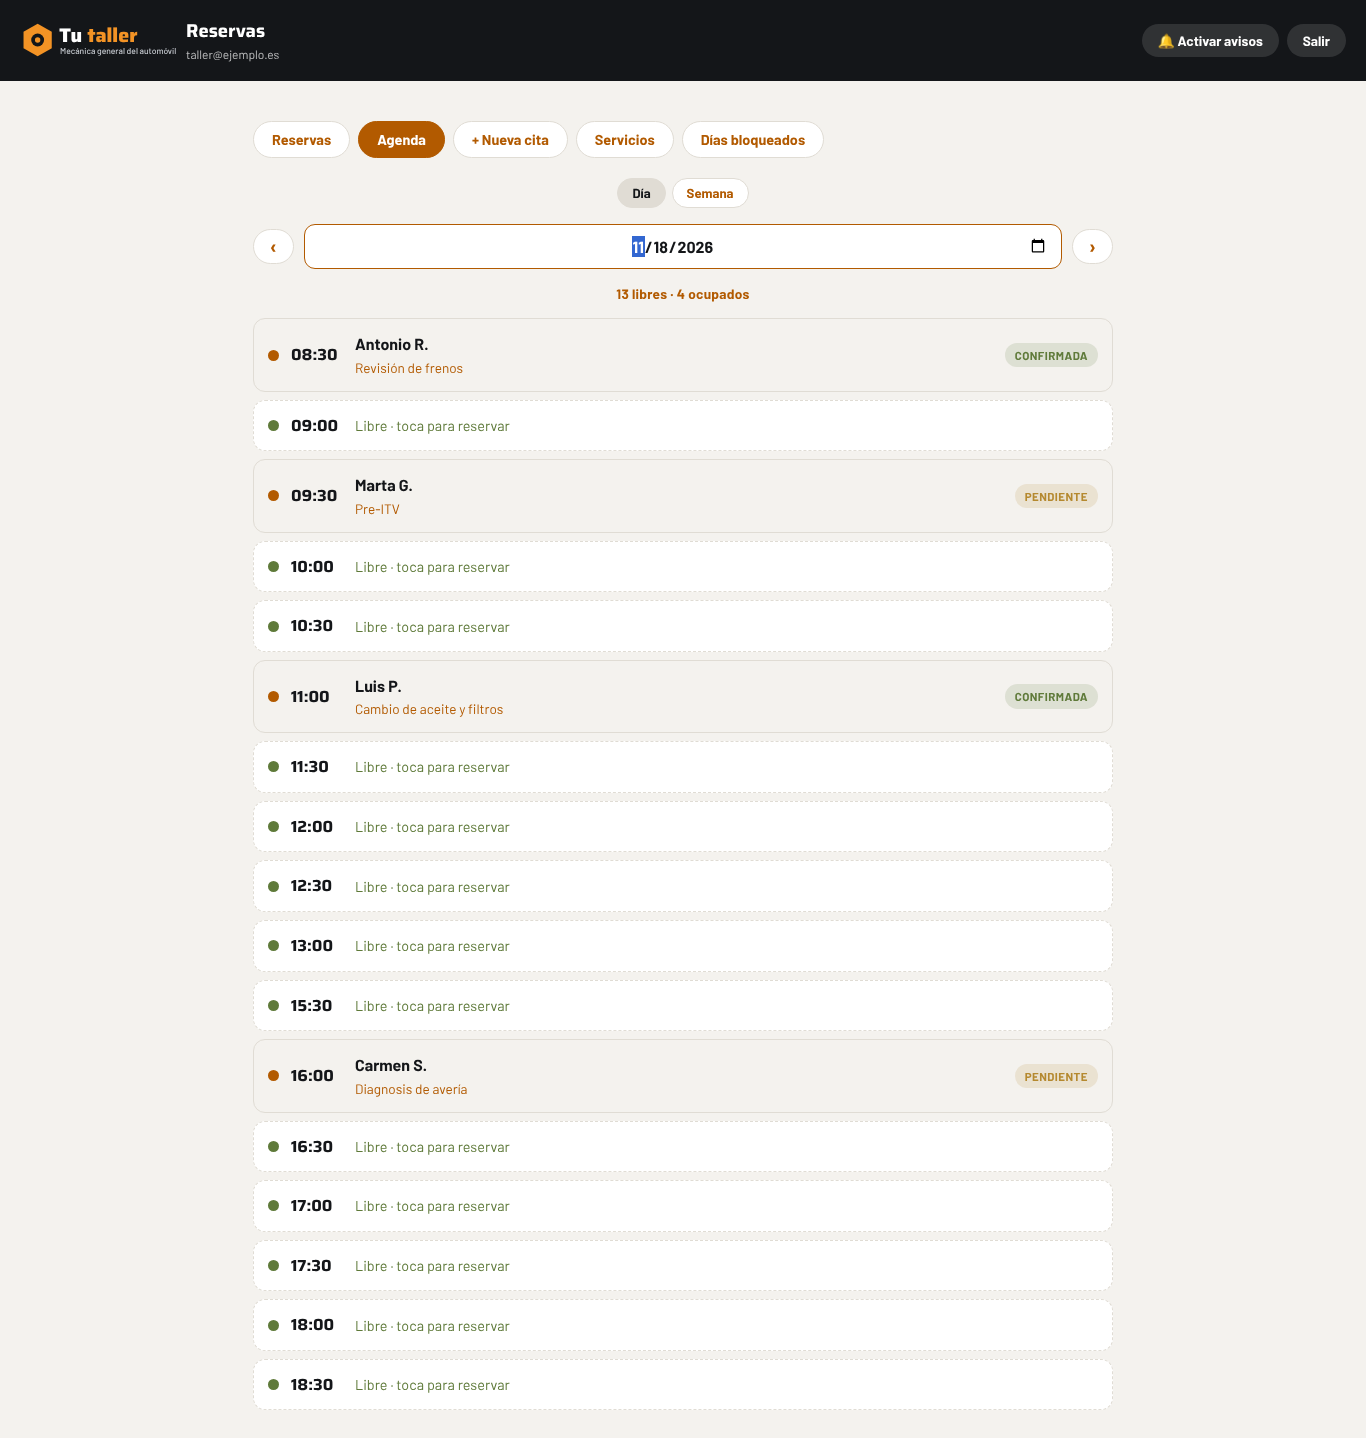 Tu taller
Mecánica general del automóvil
Reservas
taller@ejemplo.es
🔔 Activar avisos
Salir
Reservas
Agenda
+ Nueva cita
Servicios
Días bloqueados
Día
Semana
‹
11/18/2026
›
13 libres · 4 ocupados
08:30
Antonio R.
Revisión de frenos
CONFIRMADA
09:00 Libre · toca para reservar
09:30
Marta G.
Pre-ITV
PENDIENTE
10:00 Libre · toca para reservar
10:30 Libre · toca para reservar
11:00
Luis P.
Cambio de aceite y filtros
CONFIRMADA
11:30 Libre · toca para reservar
12:00 Libre · toca para reservar
12:30 Libre · toca para reservar
13:00 Libre · toca para reservar
15:30 Libre · toca para reservar
16:00
Carmen S.
Diagnosis de avería
PENDIENTE
16:30 Libre · toca para reservar
17:00 Libre · toca para reservar
17:30 Libre · toca para reservar
18:00 Libre · toca para reservar
18:30 Libre · toca para reservar